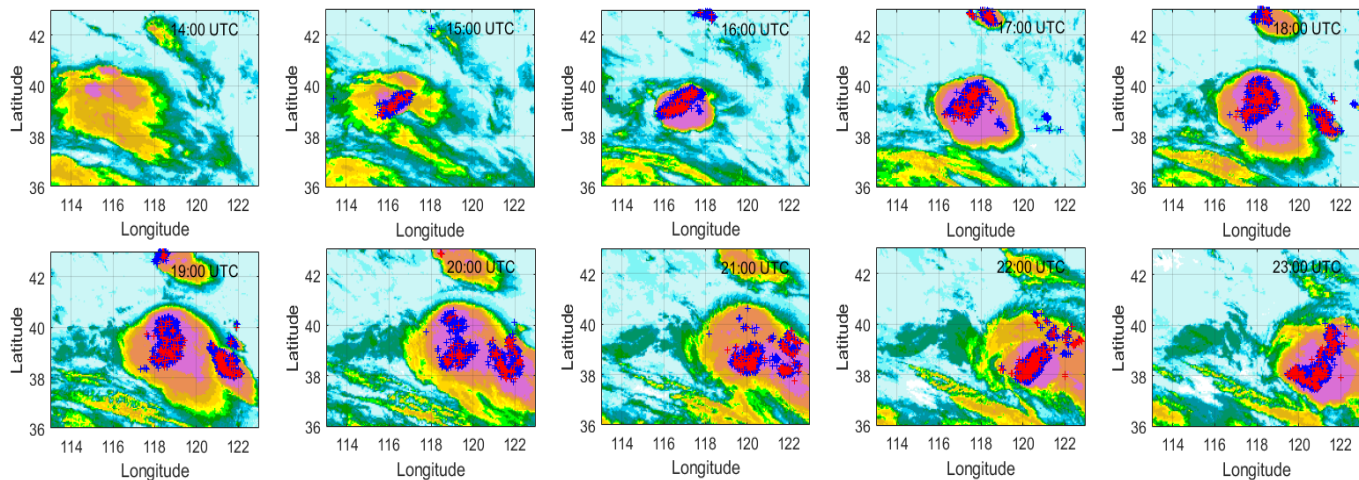 42 14:00 UTC 42 15:00 UTC 42 16:00 UTC 42 17:00 UTC 42 18:00 UTC
Latitude Latitude Latitude Latitude Latitude
40 40 40 40 40
38 38 38 38 38
36 36 36 36 36
114 116 118 120 122 114 116 118 120 122 114 116 118 120 122 114 116 118 120 122 114 116 118 120 122
Longitude Longitude Longitude Longitude Longitude
42 19:00 UTC 42 20:00 UTC 42 21:00 UTC 42 22:00 UTC 42 23:00 UTC
Latitude Latitude Latitude Latitude Latitude
40 40 40 40 40
38 38 38 38 38
36 36 36 36 36
114 116 118 120 122 114 116 118 120 122 114 116 118 120 122 114 116 118 120 122 114 116 118 120 122
Longitude Longitude Longitude Longitude Longitude